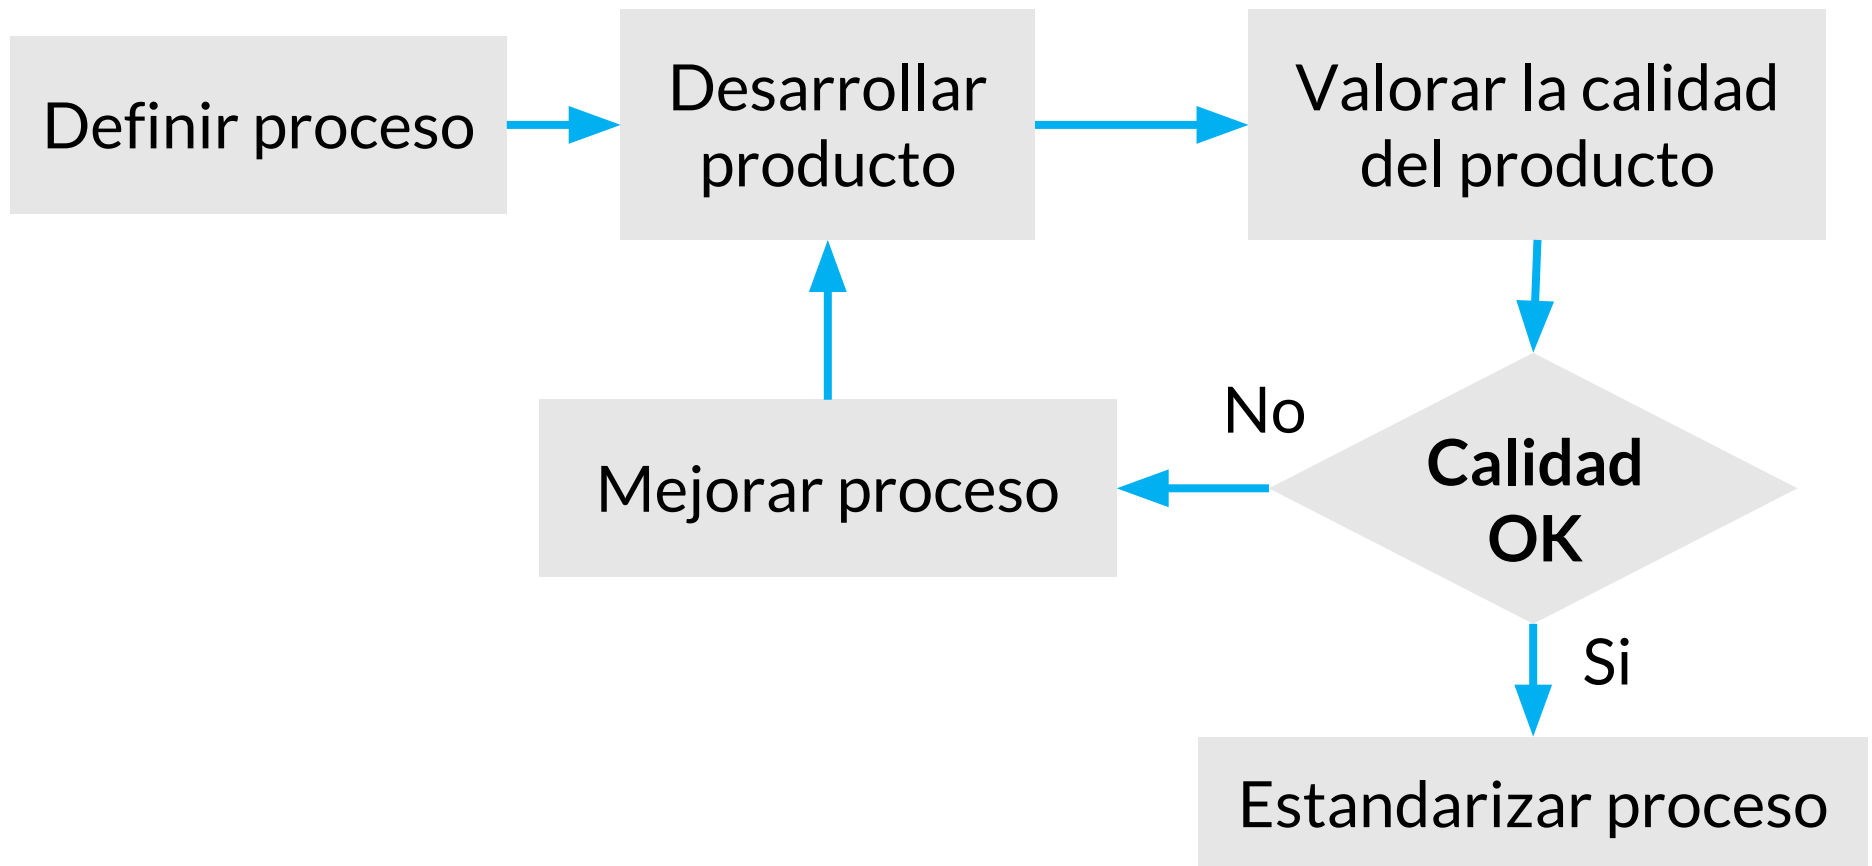 Definir proceso
Desarrollar
producto
Valorar la calidad
del producto
No
Calidad
OK
Mejorar proceso
Si
Estandarizar proceso